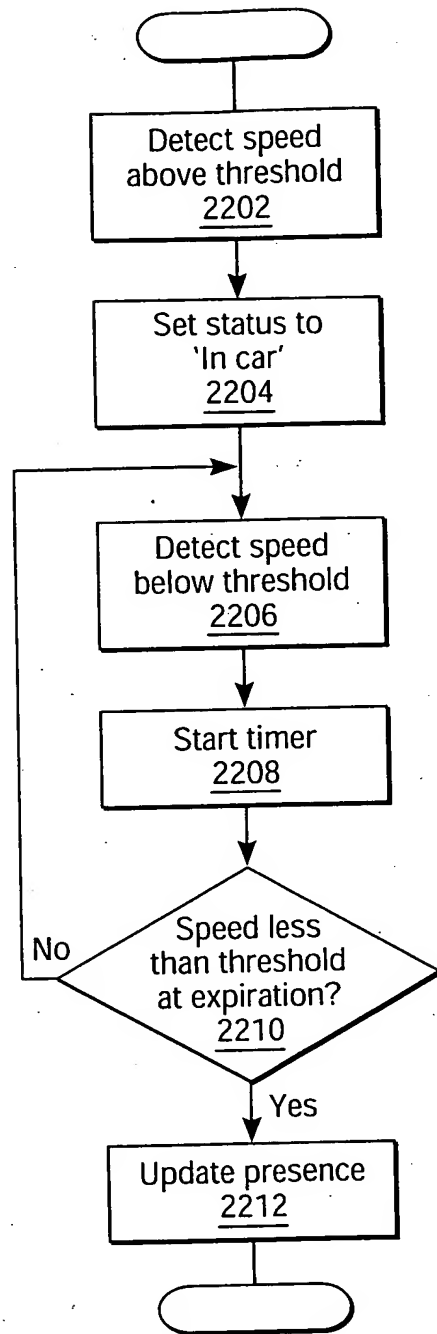 Detect speed
above threshold
2202
Set status to
'In car'
2204
Detect speed
below threshold
2206
Start timer
2208
No
Speed less
than threshold
at expiration?
2210
Yes
Update presence
2212